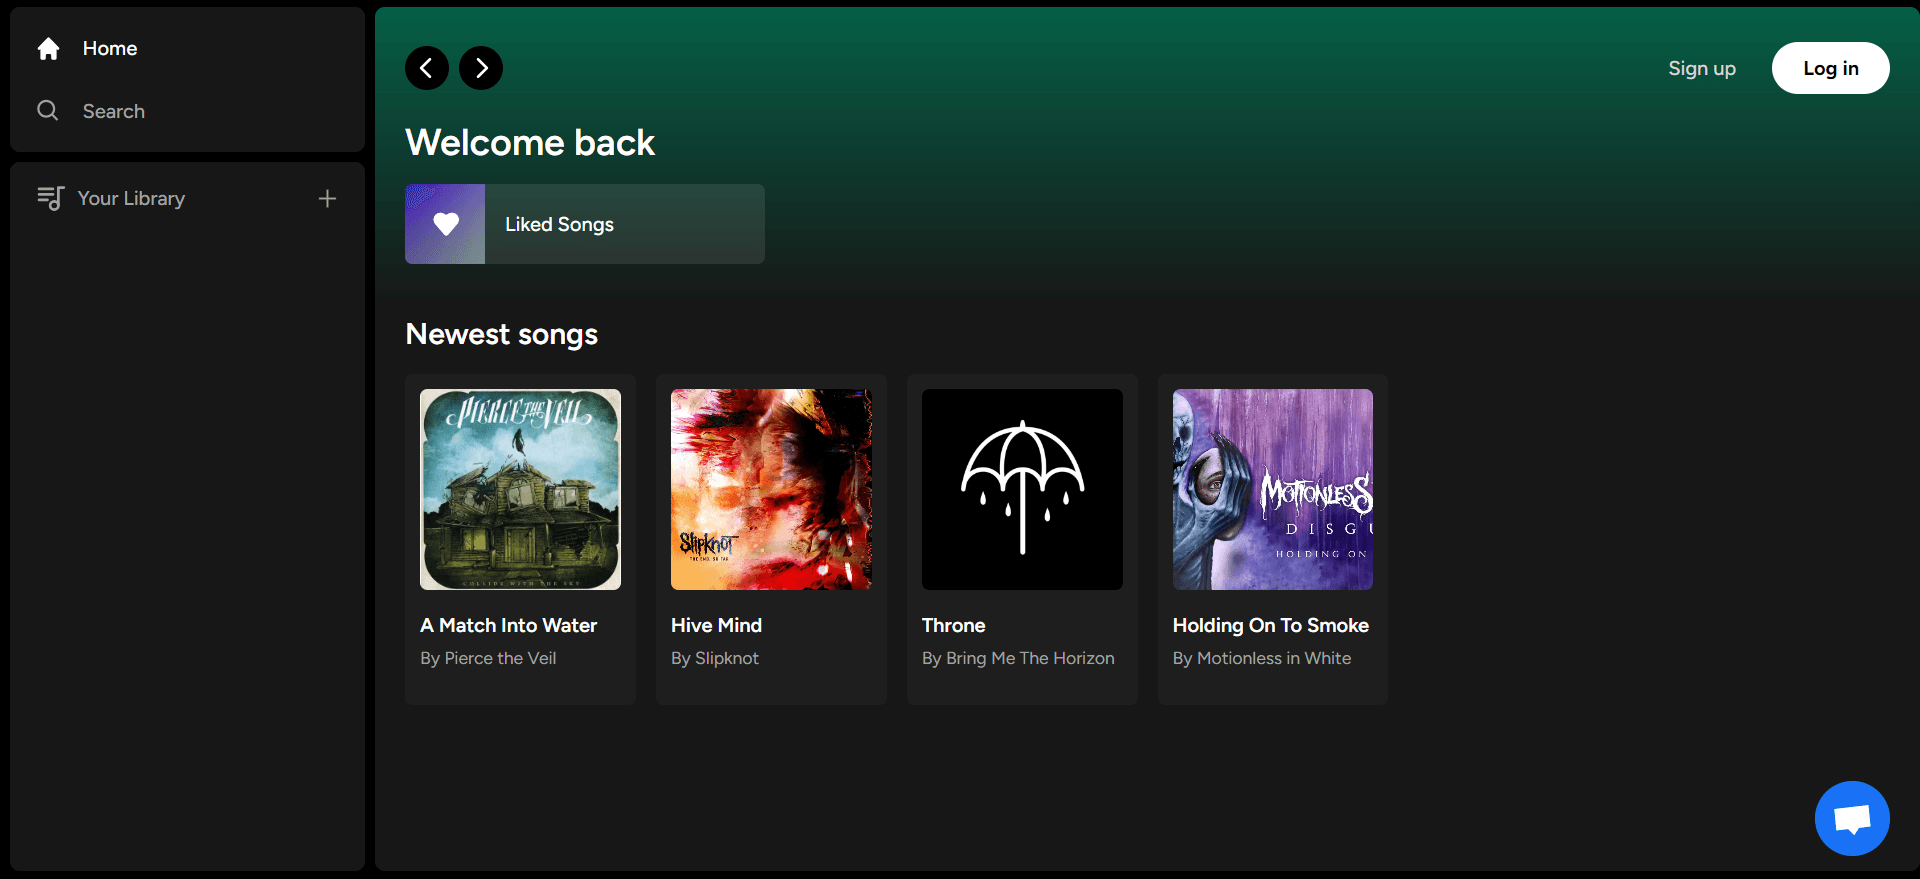 Home
Search
Your Library
Sign up
Log in
Welcome back
Liked Songs
Newest songs
PIERCE THE VEIL
COLLIDE WITH THE SKY
A Match Into Water
By Pierce the Veil
SLIPKNOT
THE END, SO FAR
Hive Mind
By Slipknot
Throne
By Bring Me The Horizon
MOTIONLESS
DISGU
HOLDING ON
Holding On To Smoke
By Motionless in White